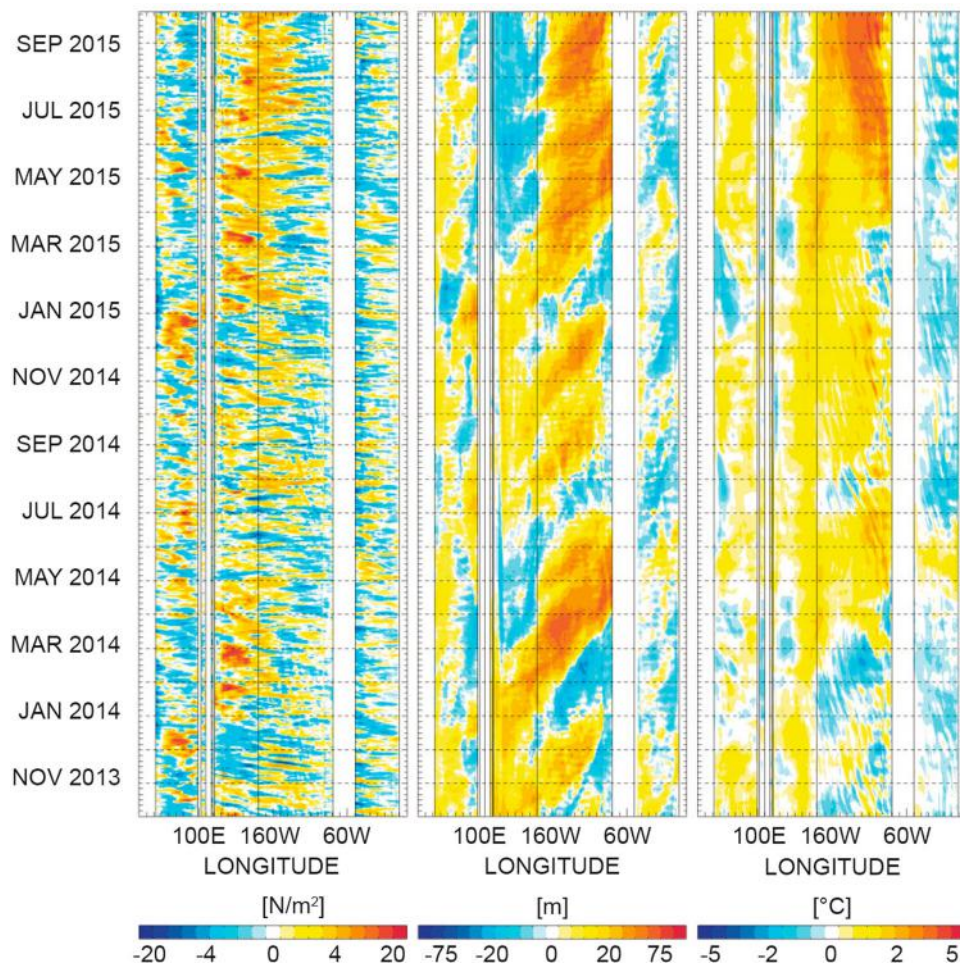 SEP 2015
JUL 2015
MAY 2015
MAR 2015
JAN 2015
NOV 2014
SEP 2014
JUL 2014
MAY 2014
MAR 2014
JAN 2014
NOV 2013
100E 160W 60W 100E 160W 60W 100E 160W 60W
LONGITUDE LONGITUDE LONGITUDE
[N/m²] [m] [°C]
-20 -4 0 4 20 -75 -20 0 20 75 -5 -2 0 2 5